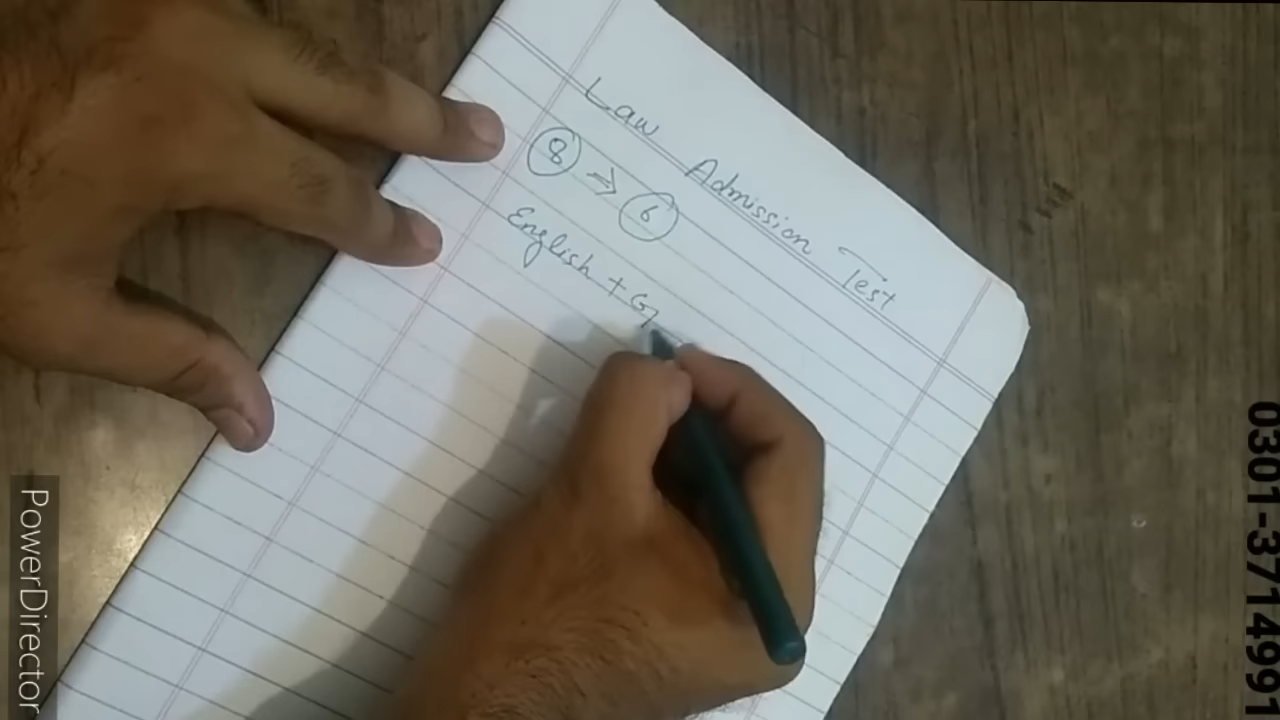 Law Admission Test
8 ⇒ 6
English + G
PowerDirector
0301-3714991